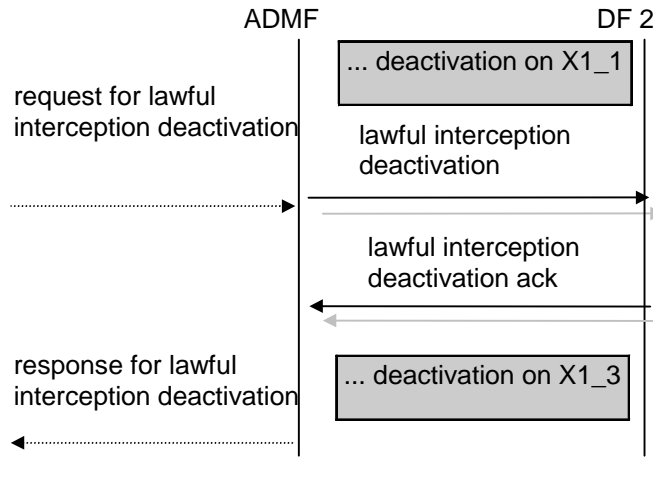 ADMF
DF 2
... deactivation on X1_1
request for lawful
interception deactivation
lawful interception
deactivation
lawful interception
deactivation ack
response for lawful
interception deactivation
... deactivation on X1_3